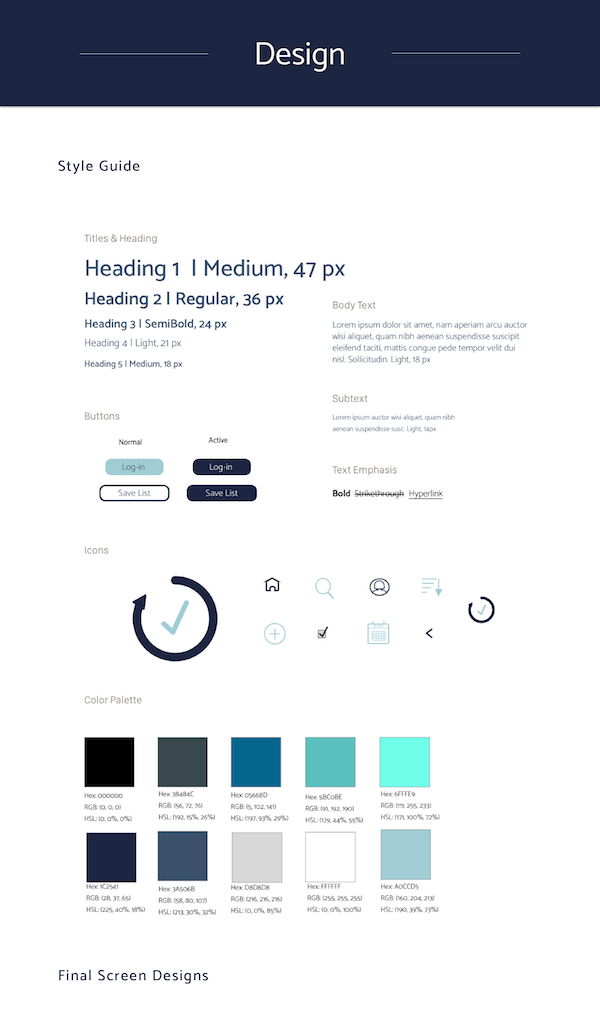 Design
Style Guide
Titles & Heading
Heading 1 | Medium, 47 px
Heading 2 | Regular, 36 px
Heading 3 | SemiBold, 24 px
Heading 4 | Light, 21 px
Heading 5 | Medium, 18 px
Body Text
Lorem ipsum dolor sit amet, nam aperiam arcu auctor
wisi aliquet, quam nibh aenean suspendisse suscipit
eleifend taciti, mattis congue pede tempor velit dui
nisl. Sollicitudin. Light, 18 px
Subtext
Lorem ipsum auctor wisi aliquet, quam nibh
aenean suspendisse susc. Light, 14px
Text Emphasis
Bold Strikethrough Hyperlink
Buttons
Normal Active
Log-in Log-in
Save List Save List
Icons
Color Palette
Hex: 000000
RGB: (0, 0, 0)
HSL: (0, 0%, 0%)
Hex: 38484C
RGB: (56, 72, 76)
HSL: (192, 15%, 26%)
Hex: 05668D
RGB: (5, 102, 141)
HSL: (197, 93%, 29%)
Hex: 5BC0BE
RGB: (91, 192, 190)
HSL: (179, 44%, 55%)
Hex: 6FFFE9
RGB: (111, 255, 233)
HSL: (171, 100%, 72%)
Hex: 1C2541
RGB: (28, 37, 65)
HSL: (225, 40%, 18%)
Hex: 3A506B
RGB: (58, 80, 107)
HSL: (213, 30%, 32%)
Hex: D8D8D8
RGB: (216, 216, 216)
HSL: (0, 0%, 85%)
Hex: FFFFFF
RGB: (255, 255, 255)
HSL: (0, 0%, 100%)
Hex: A0CCD5
RGB: (160, 204, 213)
HSL: (190, 39%, 73%)
Final Screen Designs